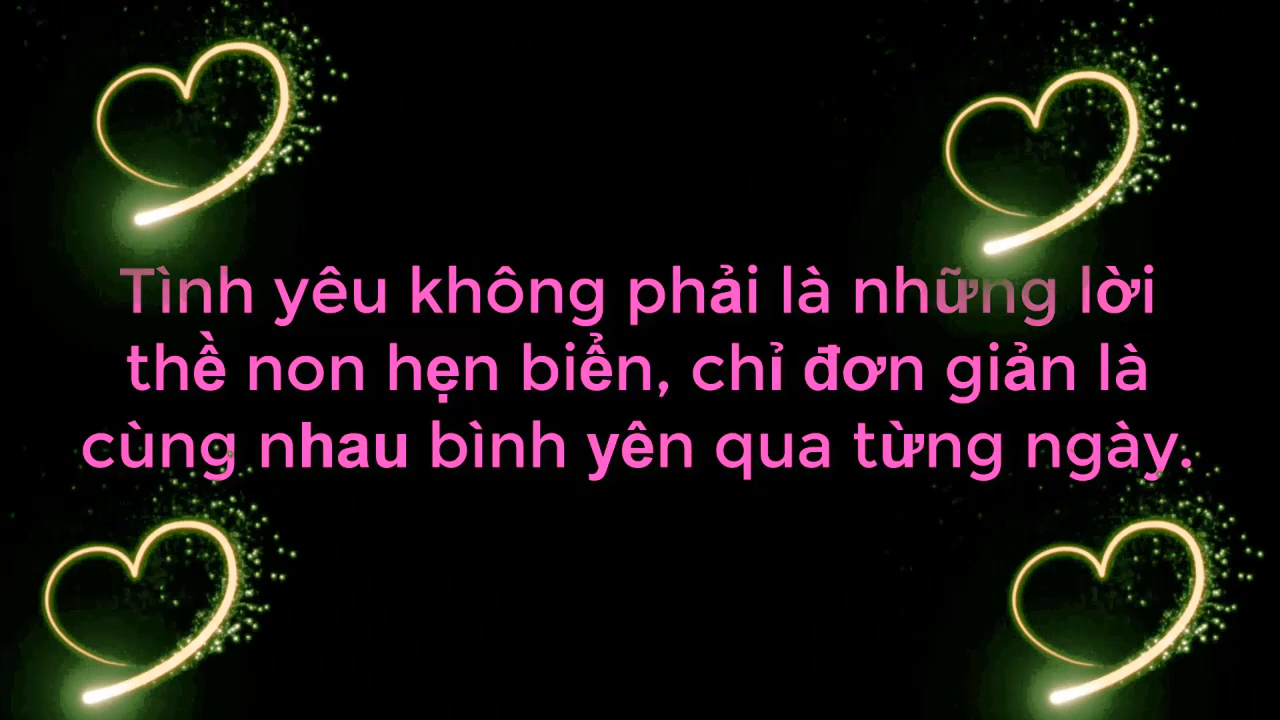 Tình yêu không phải là những lời
thề non hẹn biển, chỉ đơn giản là
cùng nhau bình yên qua từng ngày.